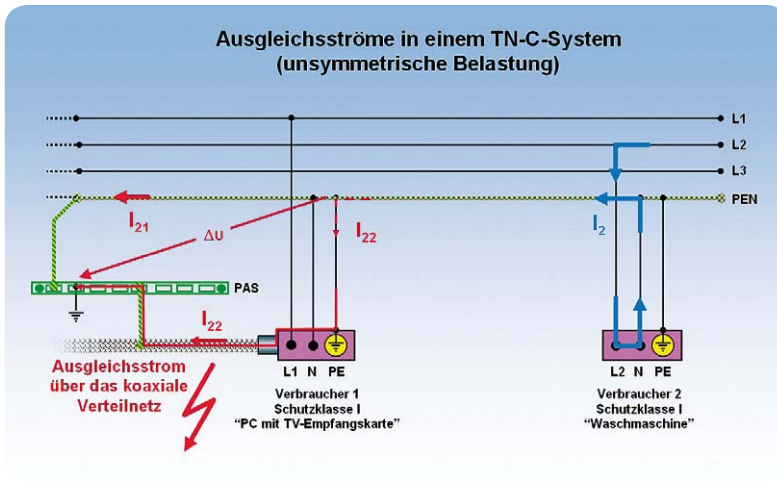 Ausgleichsströme in einem TN-C-System
(unsymmetrische Belastung)
L1
L2
L3
PEN
I21
ΔU
I22
I2
PAS
I22
Ausgleichsstrom
über das koaxiale
Verteilnetz
L1 N PE
Verbraucher 1
Schutzklasse I
"PC mit TV-Empfangskarte"
L2 N PE
Verbraucher 2
Schutzklasse I
"Waschmaschine"